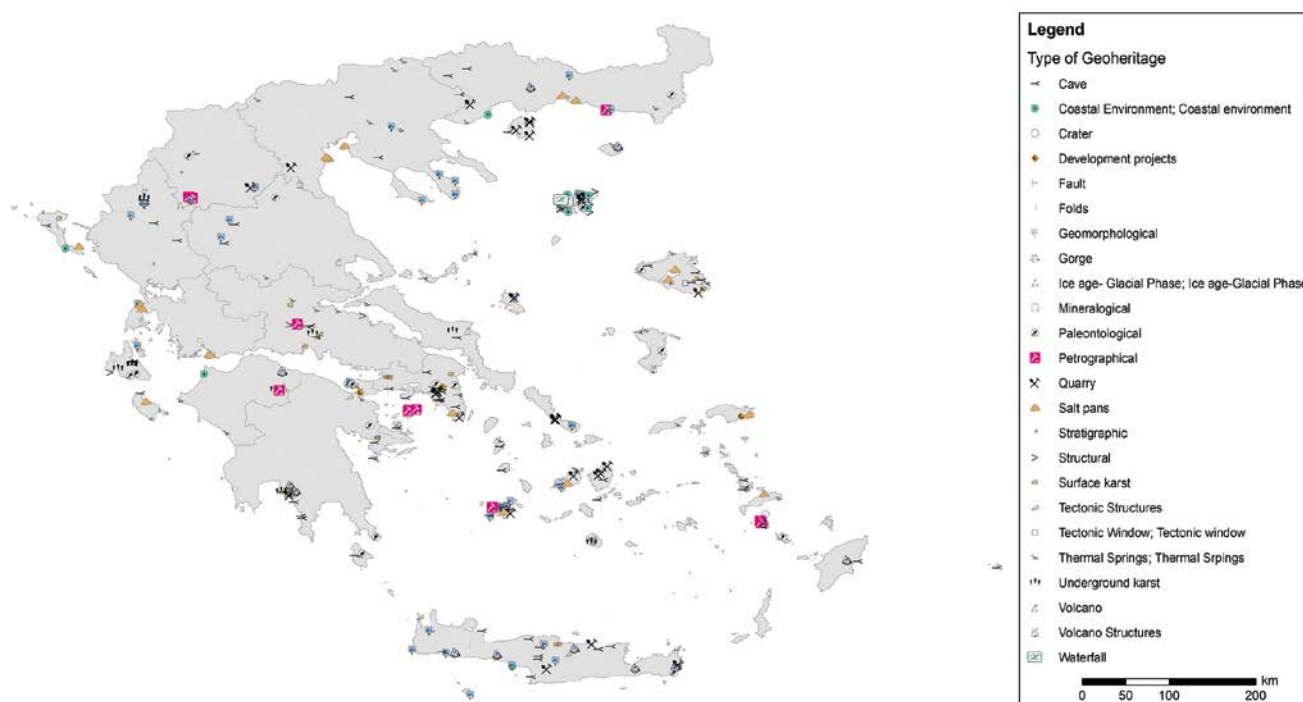 Legend
Type of Geoheritage
Cave
Coastal Environment; Coastal environment
Crater
Development projects
Fault
Folds
Geomorphological
Gorge
Ice age- Glacial Phase; Ice age-Glacial Phase
Mineralogical
Paleontological
Petrographical
Quarry
Salt pans
Stratigraphic
Structural
Surface karst
Tectonic Structures
Tectonic Window; Tectonic window
Thermal Springs; Thermal Srpings
Underground karst
Volcano
Volcano Structures
Waterfall
km
0 50 100 200